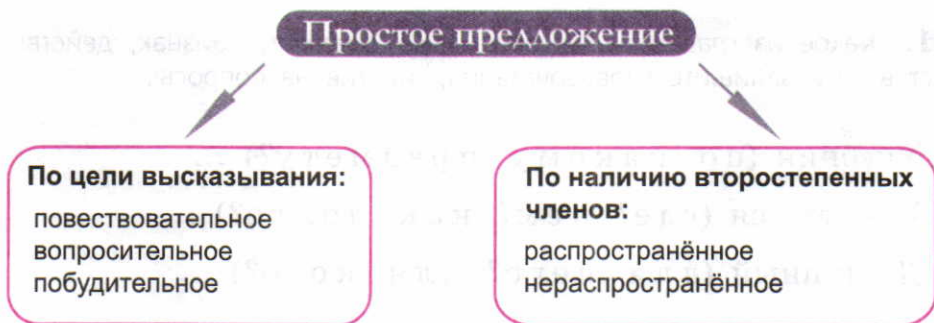 Простое предложение
По цели высказывания:
повествовательное
вопросительное
побудительное
По наличию второстепенных
членов:
распространённое
нераспространённое